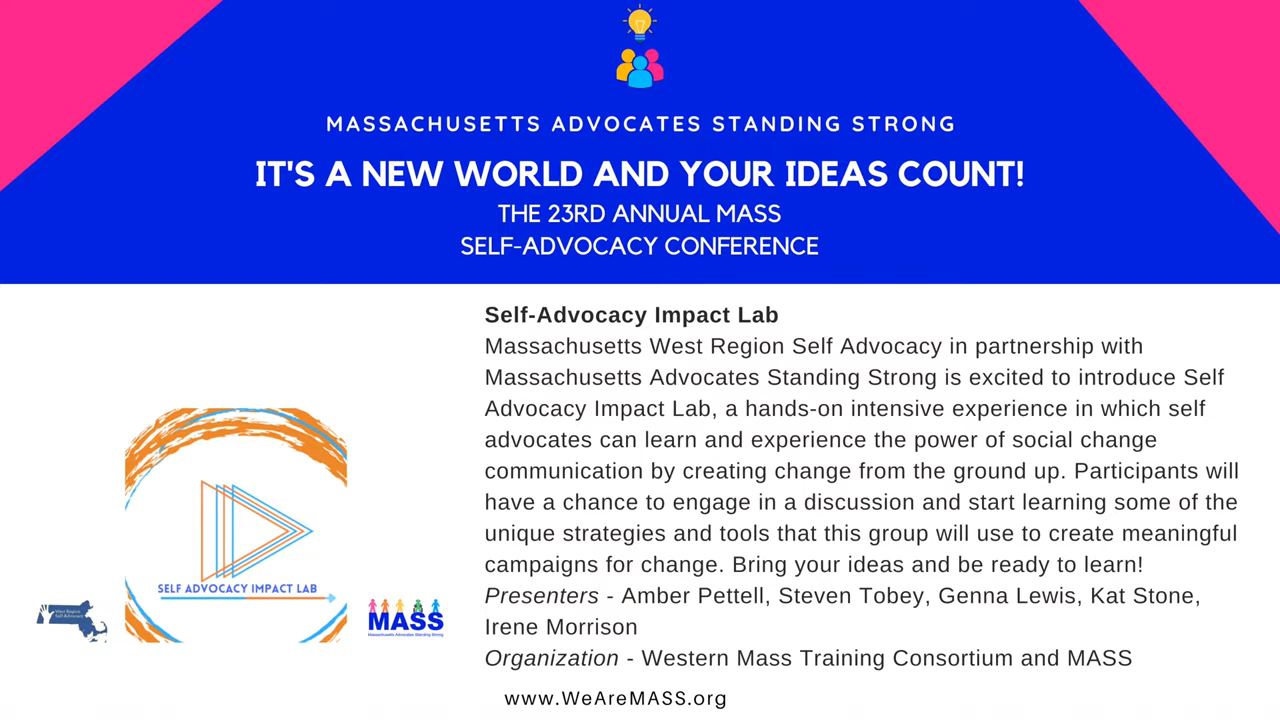 MASSACHUSETTS ADVOCATES STANDING STRONG
IT'S A NEW WORLD AND YOUR IDEAS COUNT!
THE 23RD ANNUAL MASS
SELF-ADVOCACY CONFERENCE
Self-Advocacy Impact Lab
Massachusetts West Region Self Advocacy in partnership with
Massachusetts Advocates Standing Strong is excited to introduce Self
Advocacy Impact Lab, a hands-on intensive experience in which self
advocates can learn and experience the power of social change
communication by creating change from the ground up. Participants will
have a chance to engage in a discussion and start learning some of the
unique strategies and tools that this group will use to create meaningful
campaigns for change. Bring your ideas and be ready to learn!
Presenters - Amber Pettell, Steven Tobey, Genna Lewis, Kat Stone,
Irene Morrison
Organization - Western Mass Training Consortium and MASS
www.WeAreMASS.org
SELF ADVOCACY IMPACT LAB
West Region
Self Advocacy
MASS
Massachusetts Advocates Standing Strong